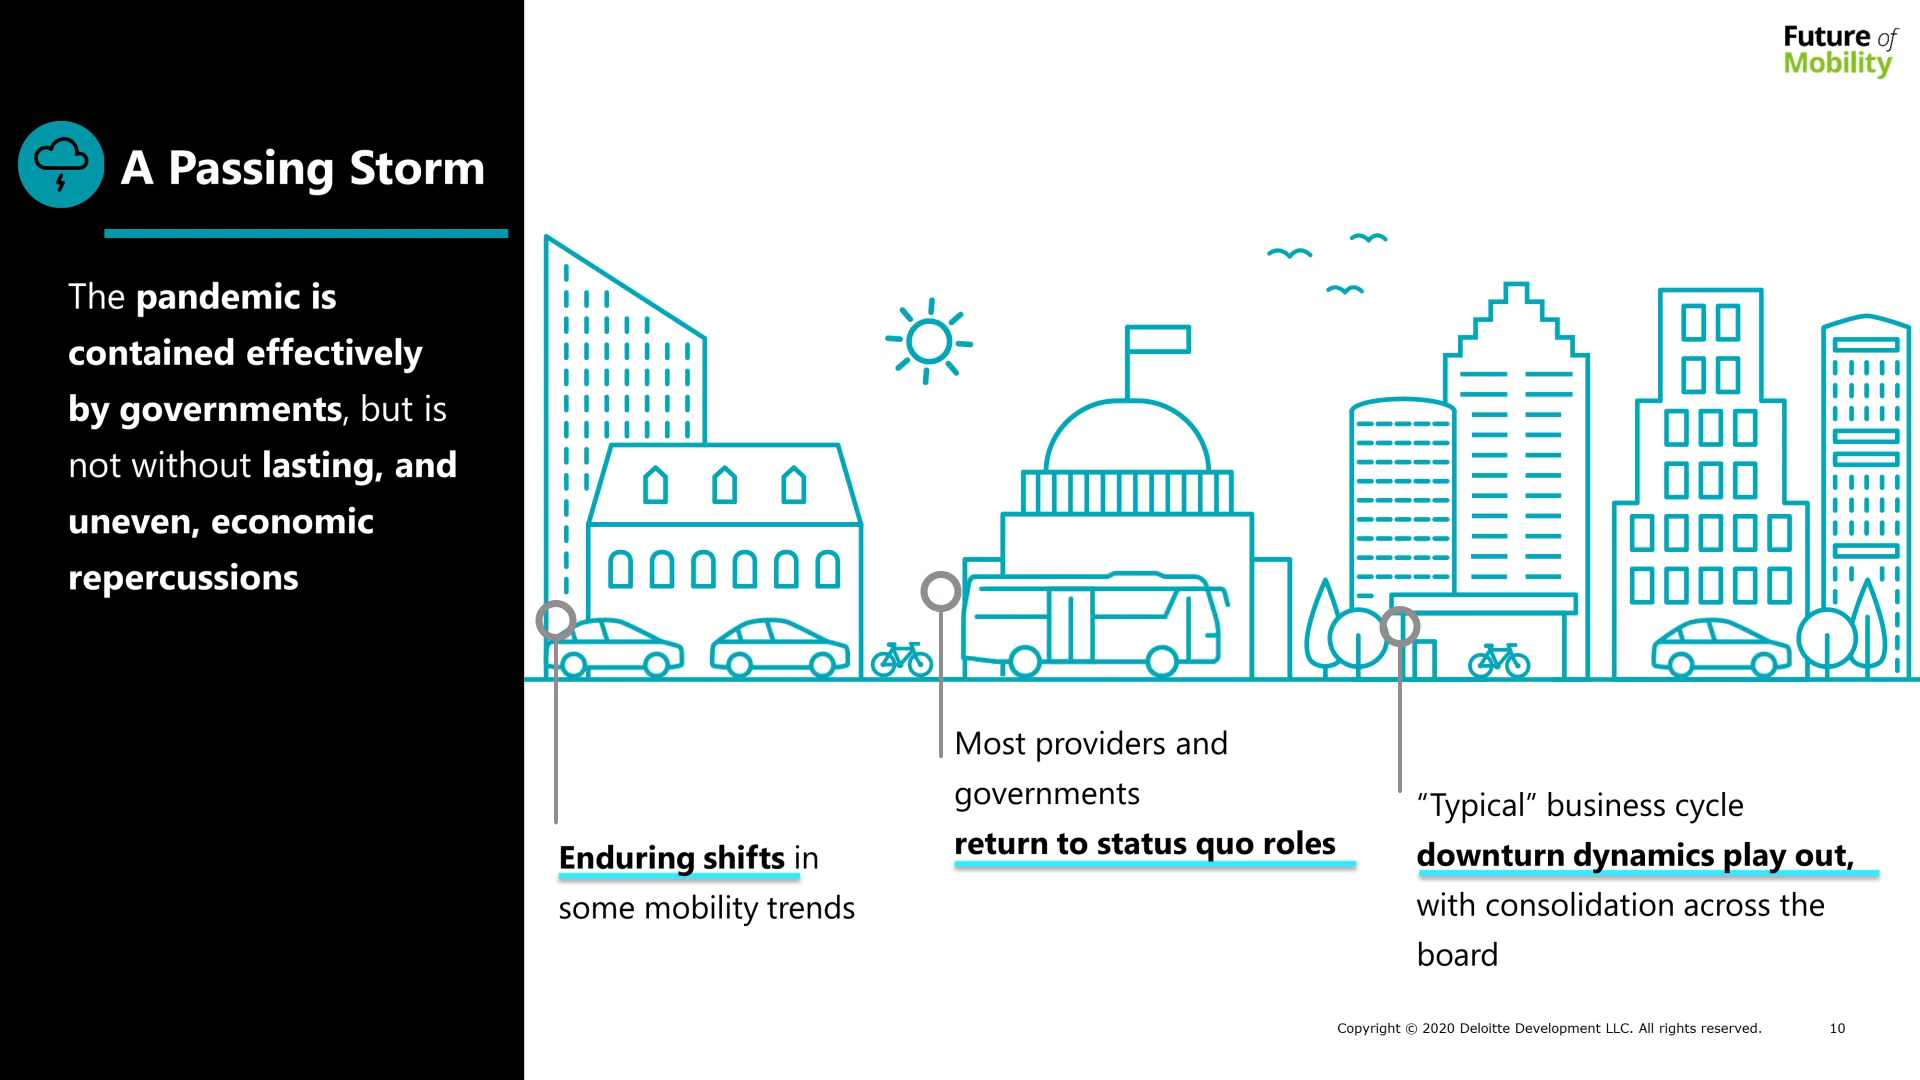 Future of
Mobility
A Passing Storm
The pandemic is
contained effectively
by governments, but is
not without lasting, and
uneven, economic
repercussions
Enduring shifts in
some mobility trends
Most providers and
governments
return to status quo roles
“Typical” business cycle
downturn dynamics play out,
with consolidation across the
board
Copyright © 2020 Deloitte Development LLC. All rights reserved.
10